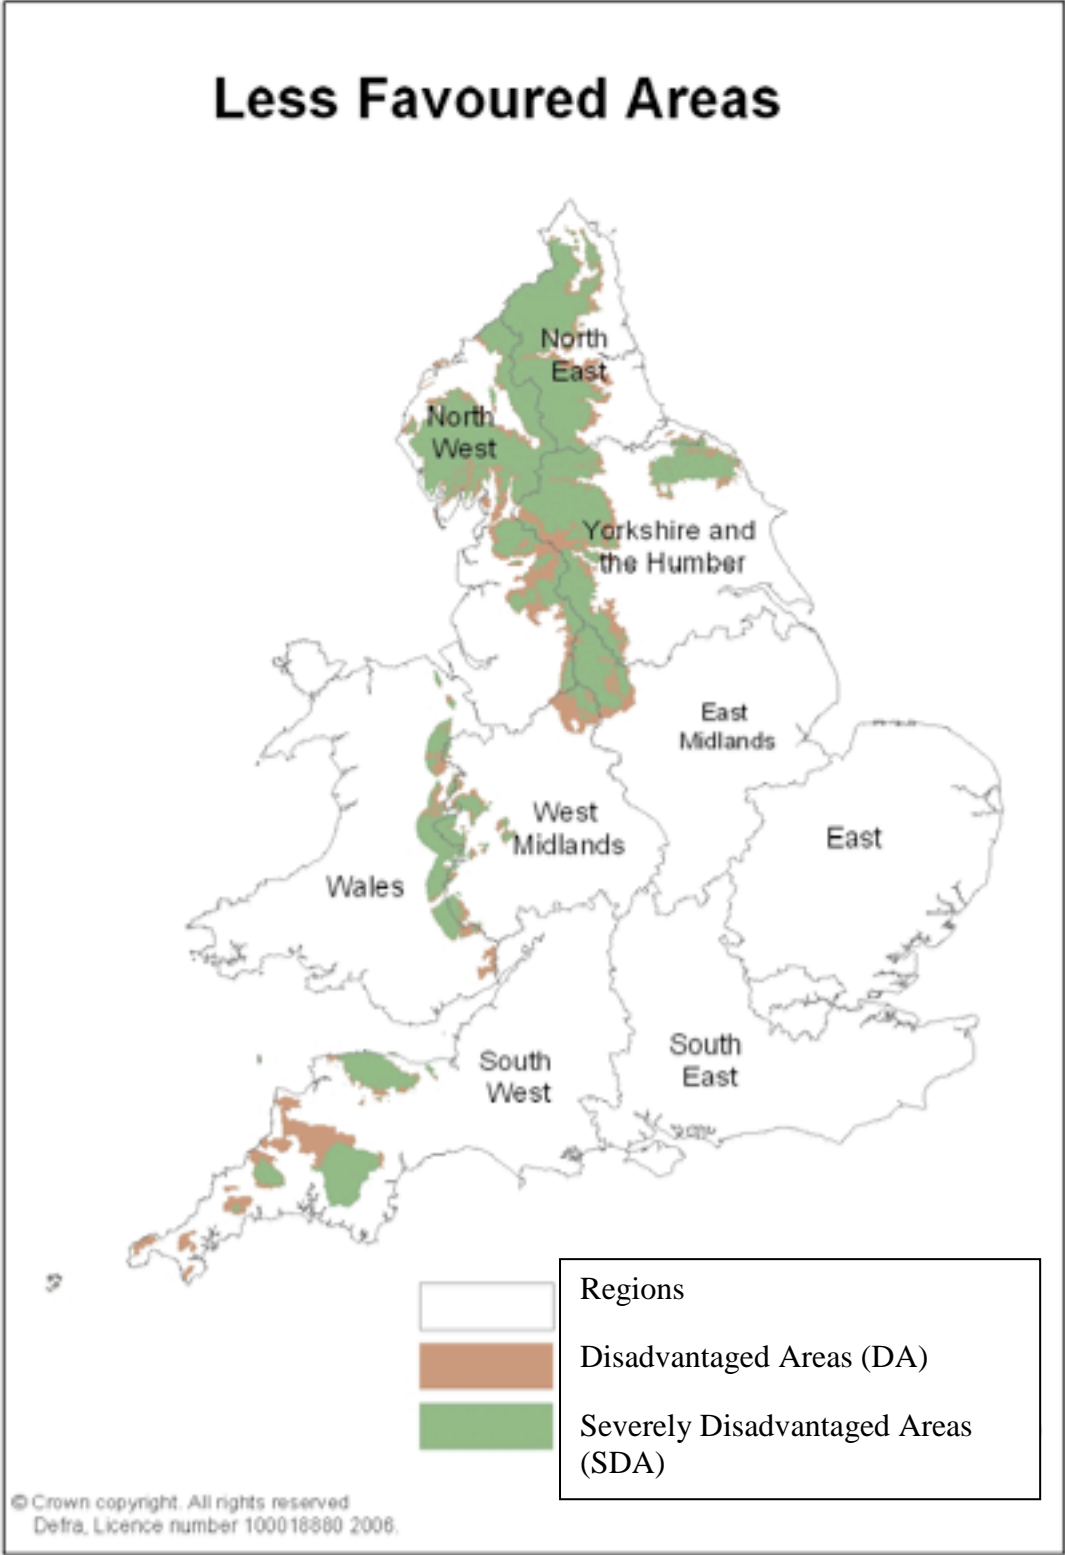 Less Favoured Areas
North
East
North
West
Yorkshire and
the Humber
East
Midlands
West
Midlands
East
Wales
South
West
South
East
Regions
Disadvantaged Areas (DA)
Severely Disadvantaged Areas
(SDA)
© Crown copyright. All rights reserved
Defra, Licence number 100018880 2006.